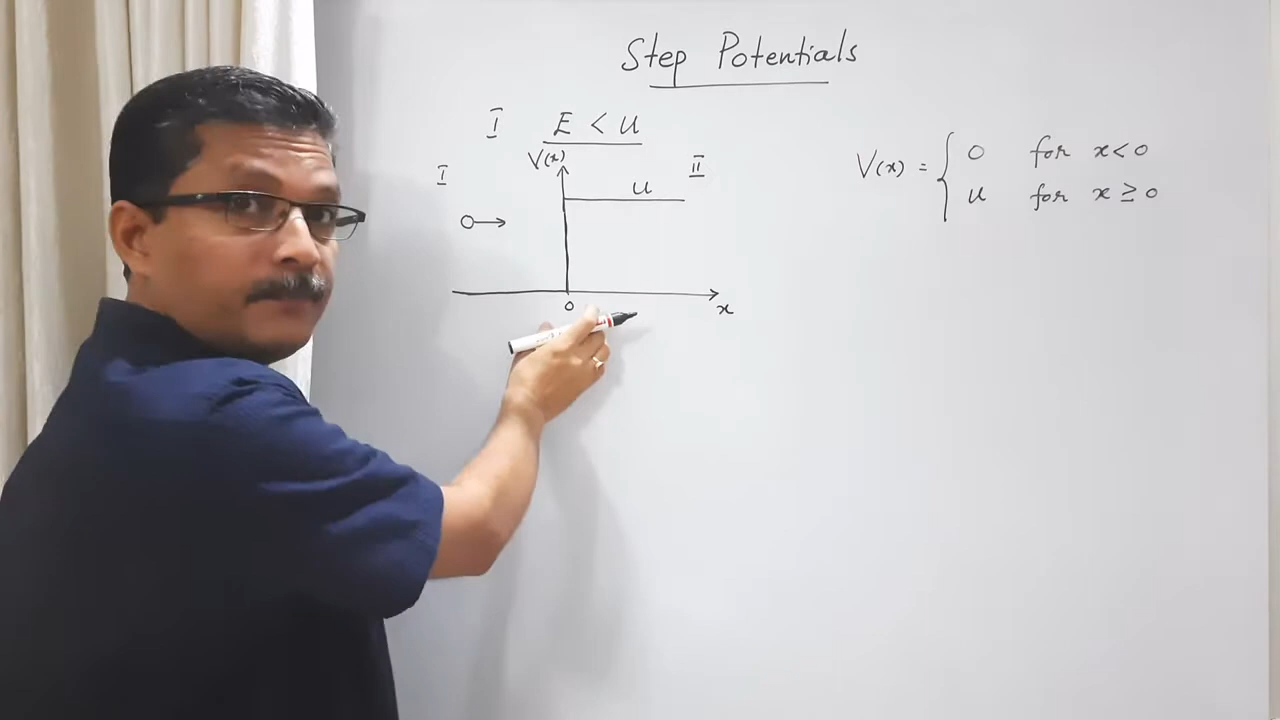 Step Potentials
I E < U
V(x)
I
II
U
0
x
V(x) = { 0 for x < 0
U for x ≥ 0